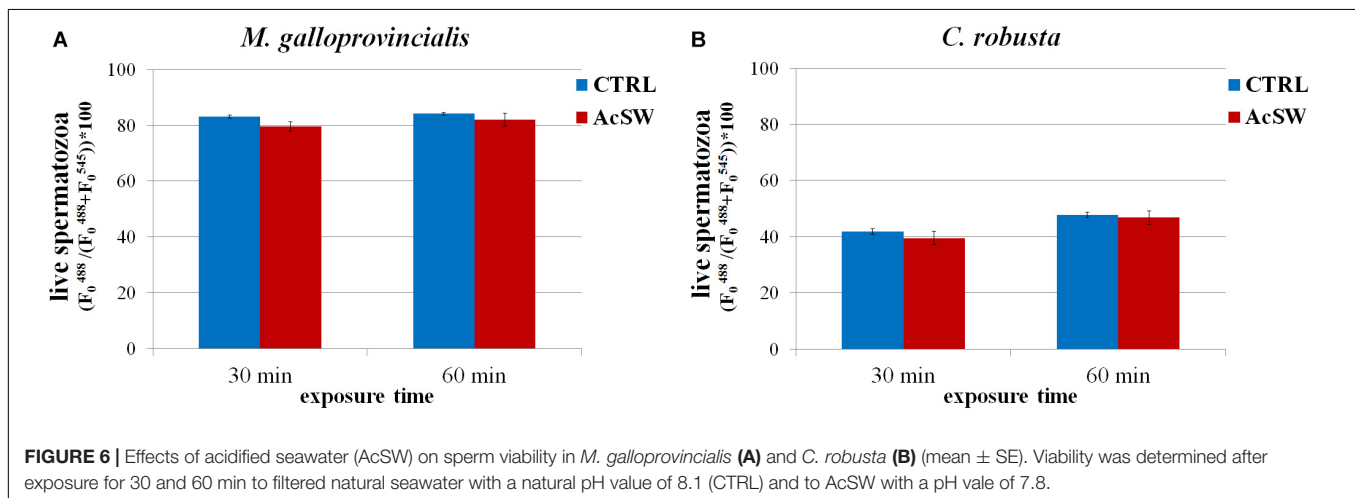 A
M. galloprovincialis
live spermatozoa
(F₀⁴⁸⁸/(F₀⁴⁸⁸+F₀⁵⁴⁵))*100
100
80
60
40
20
0
CTRL
AcSW
30 min
60 min
exposure time
B
C. robusta
live spermatozoa
(F₀⁴⁸⁸/(F₀⁴⁸⁸+F₀⁵⁴⁵))*100
100
80
60
40
20
0
CTRL
AcSW
30 min
60 min
exposure time
FIGURE 6 | Effects of acidified seawater (AcSW) on sperm viability in M. galloprovincialis (A) and C. robusta (B) (mean ± SE). Viability was determined after
exposure for 30 and 60 min to filtered natural seawater with a natural pH value of 8.1 (CTRL) and to AcSW with a pH vale of 7.8.